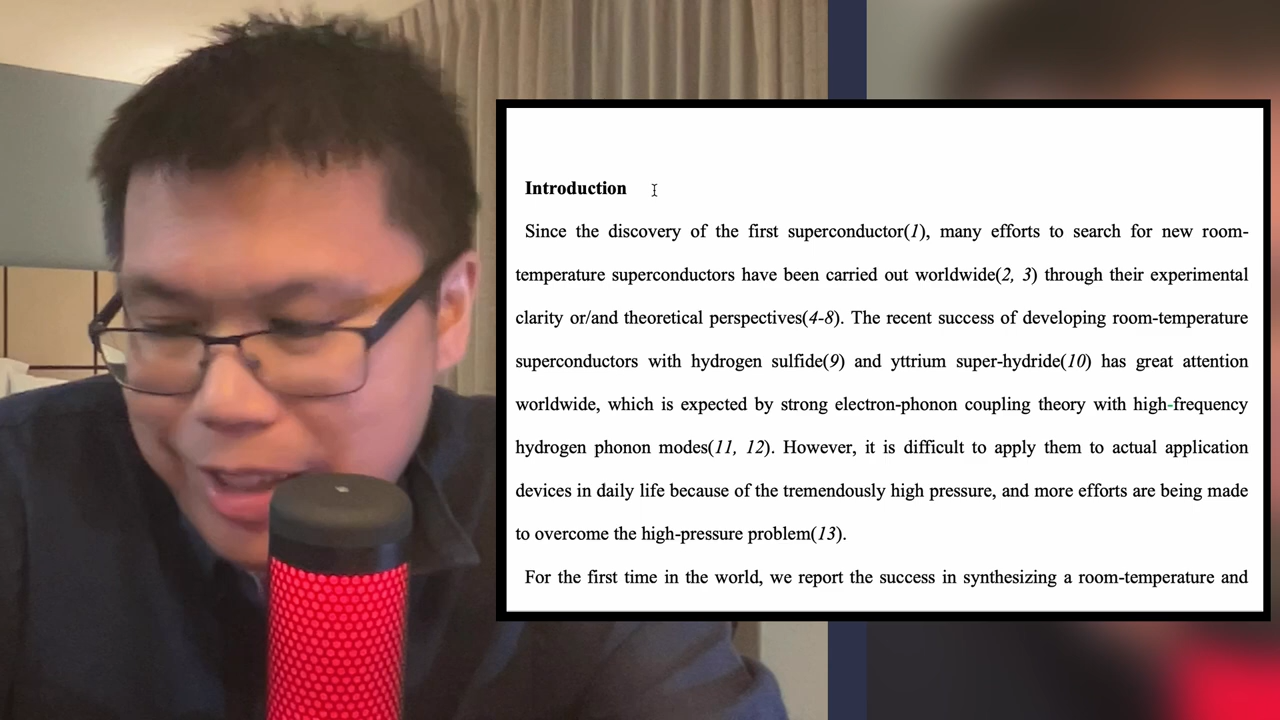 Introduction
Since the discovery of the first superconductor(1), many efforts to search for new room-
temperature superconductors have been carried out worldwide(2, 3) through their experimental
clarity or/and theoretical perspectives(4-8). The recent success of developing room-temperature
superconductors with hydrogen sulfide(9) and yttrium super-hydride(10) has great attention
worldwide, which is expected by strong electron-phonon coupling theory with high-frequency
hydrogen phonon modes(11, 12). However, it is difficult to apply them to actual application
devices in daily life because of the tremendously high pressure, and more efforts are being made
to overcome the high-pressure problem(13).
For the first time in the world, we report the success in synthesizing a room-temperature and